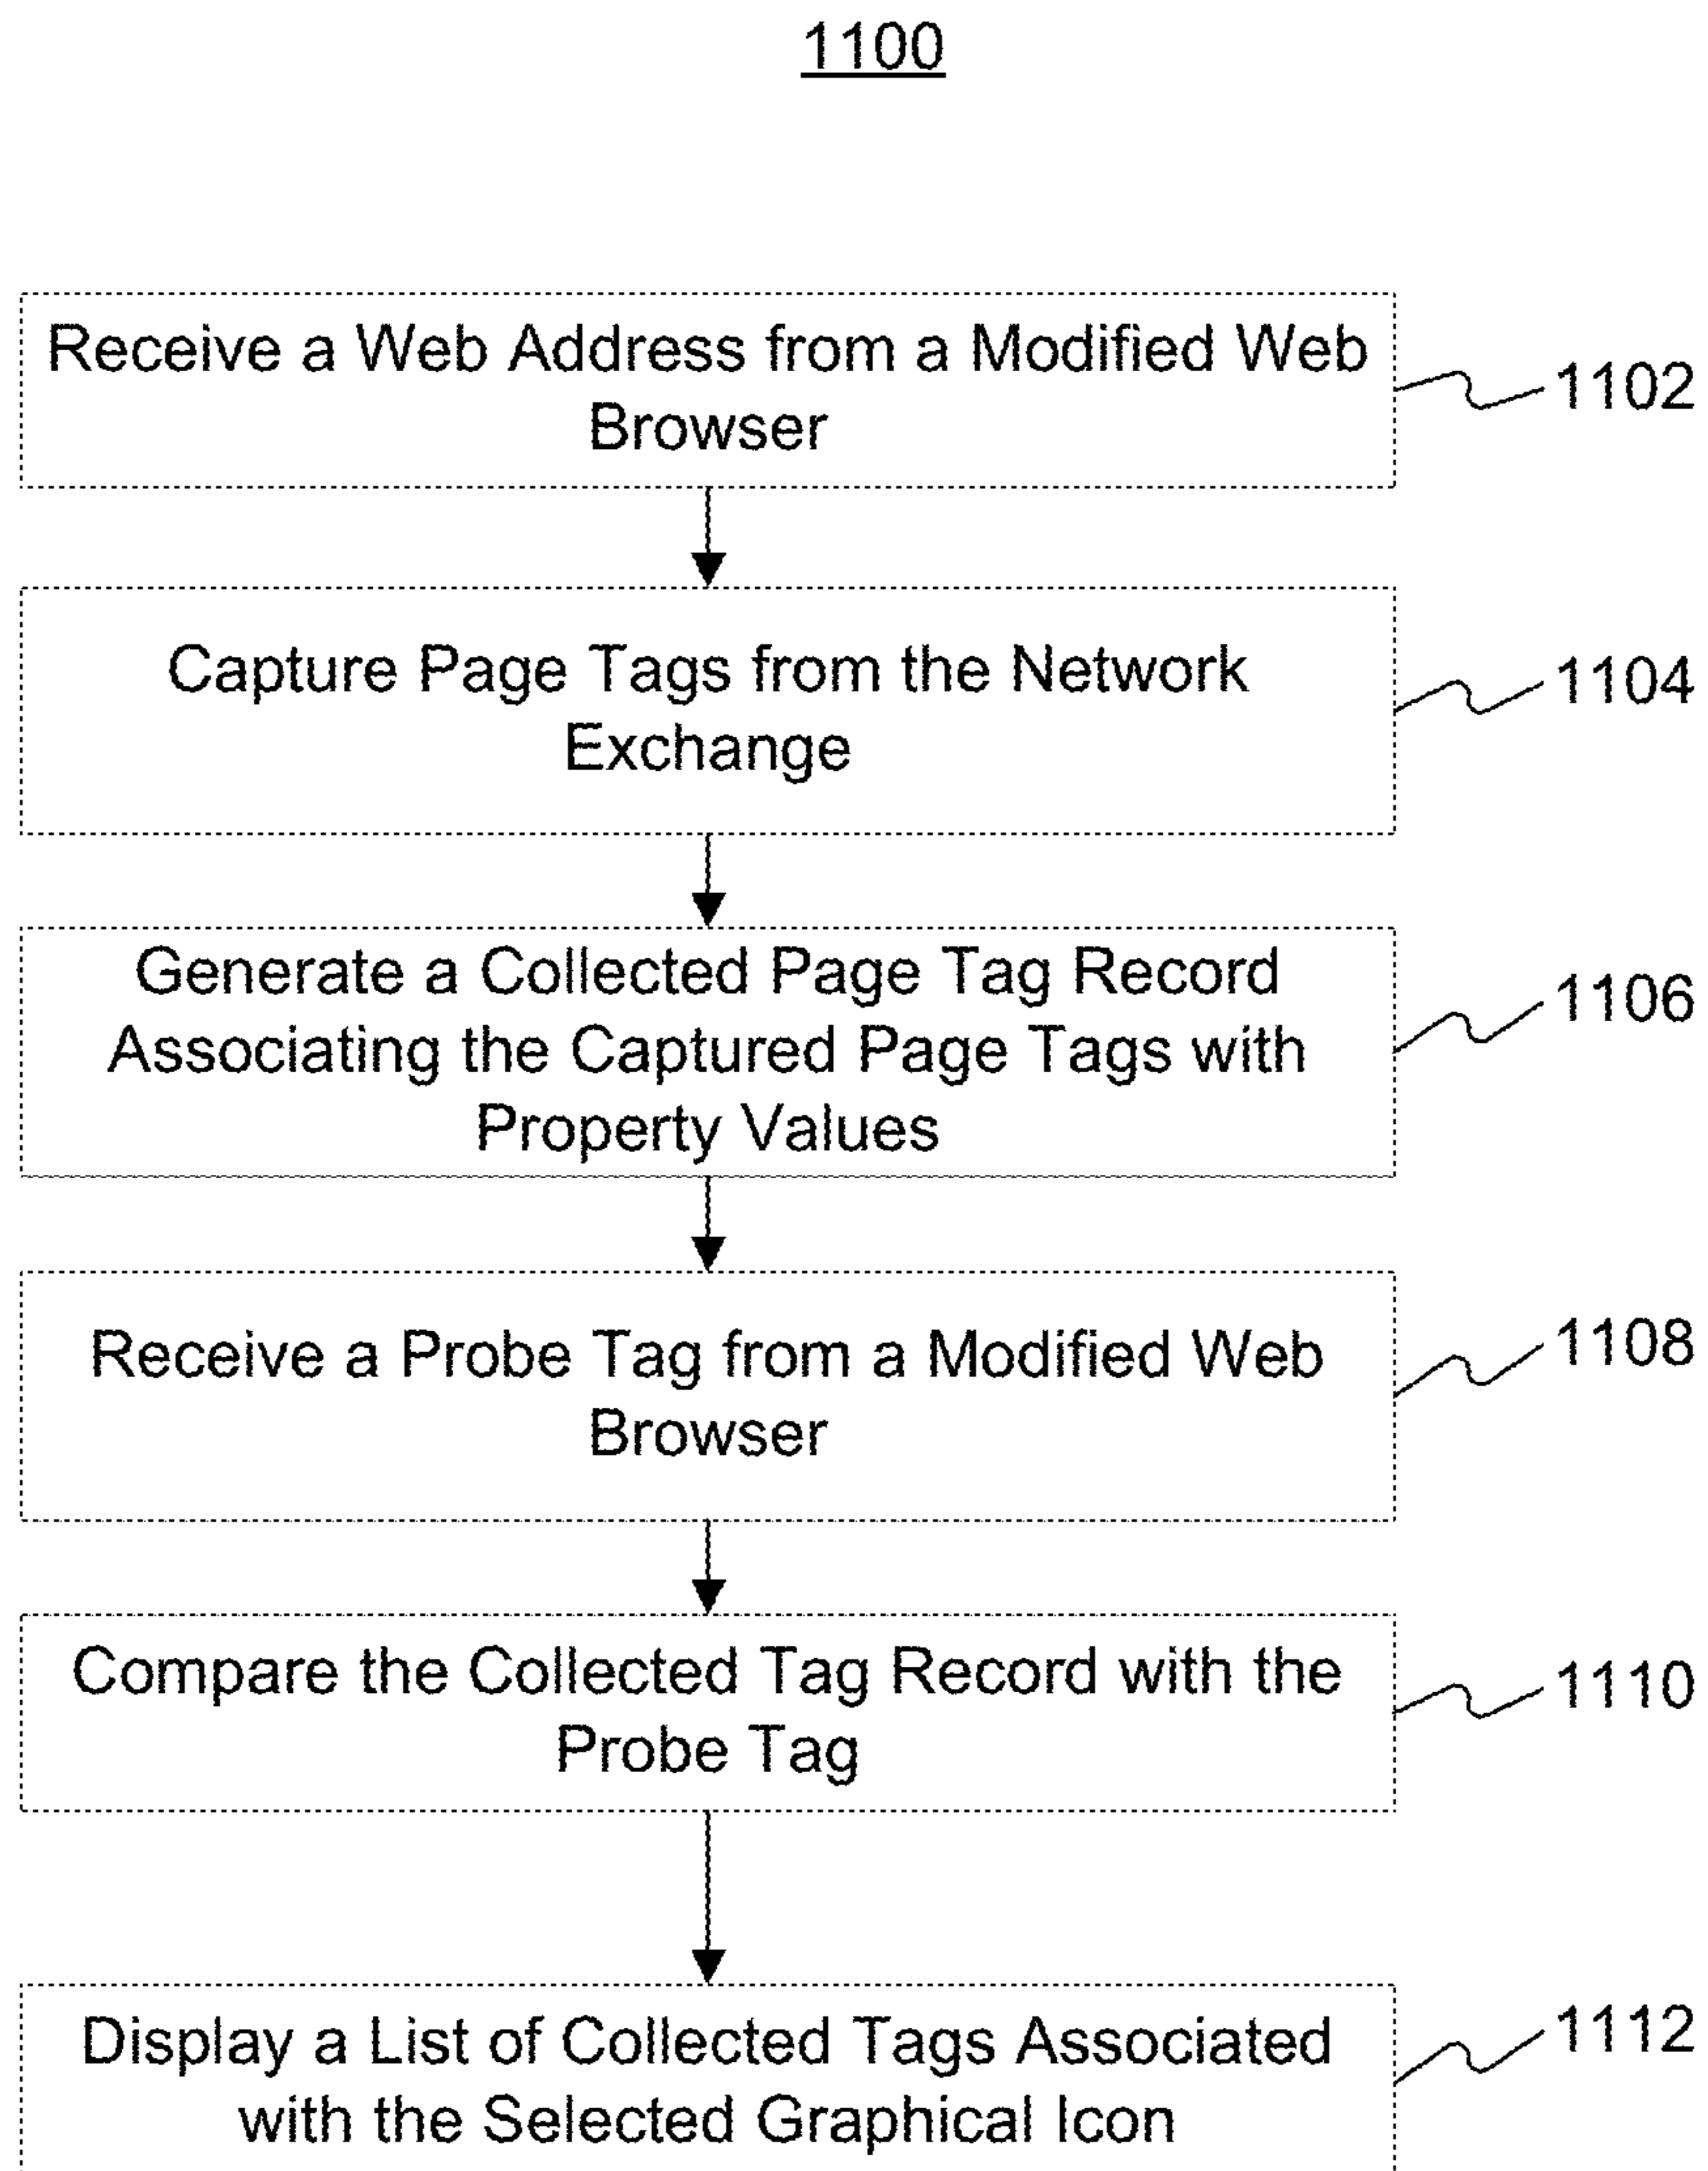 1100
Receive a Web Address from a Modified Web
Browser
1102
Capture Page Tags from the Network
Exchange
1104
Generate a Collected Page Tag Record
Associating the Captured Page Tags with
Property Values
1106
Receive a Probe Tag from a Modified Web
Browser
1108
Compare the Collected Tag Record with the
Probe Tag
1110
Display a List of Collected Tags Associated
with the Selected Graphical Icon
1112